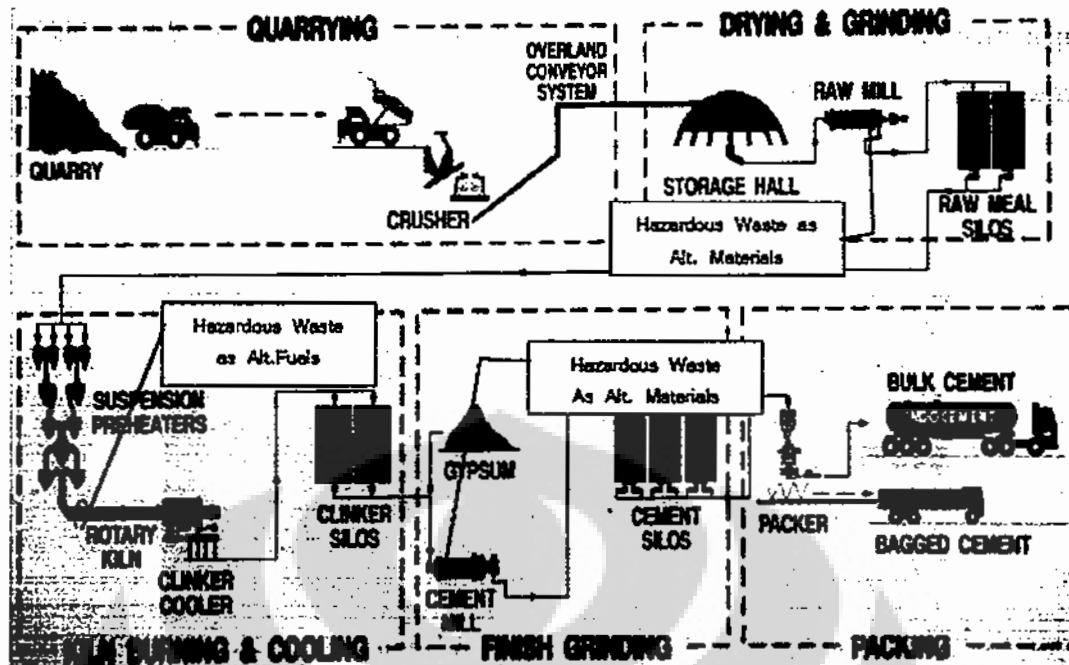 QUARRYING
DRYING & GRINDING
OVERLAND
CONVEYOR
SYSTEM
RAW MILL
QUARRY
CRUSHER
STORAGE HALL
RAW MEAL
SILOS
Hazardous Waste as
Alt. Materials
Hazardous Waste
as Alt.Fuels
SUSPENSION
PREHEATERS
ROTARY
KILN
CLINKER
COOLER
CLINKER
SILOS
KILN BURNING & COOLING
Hazardous Waste
As Alt. Materials
GYPSUM
CEMENT
MILL
CEMENT
SILOS
FINISH GRINDING
BULK CEMENT
INDOCEMENT
PACKER
BAGGED CEMENT
PACKING